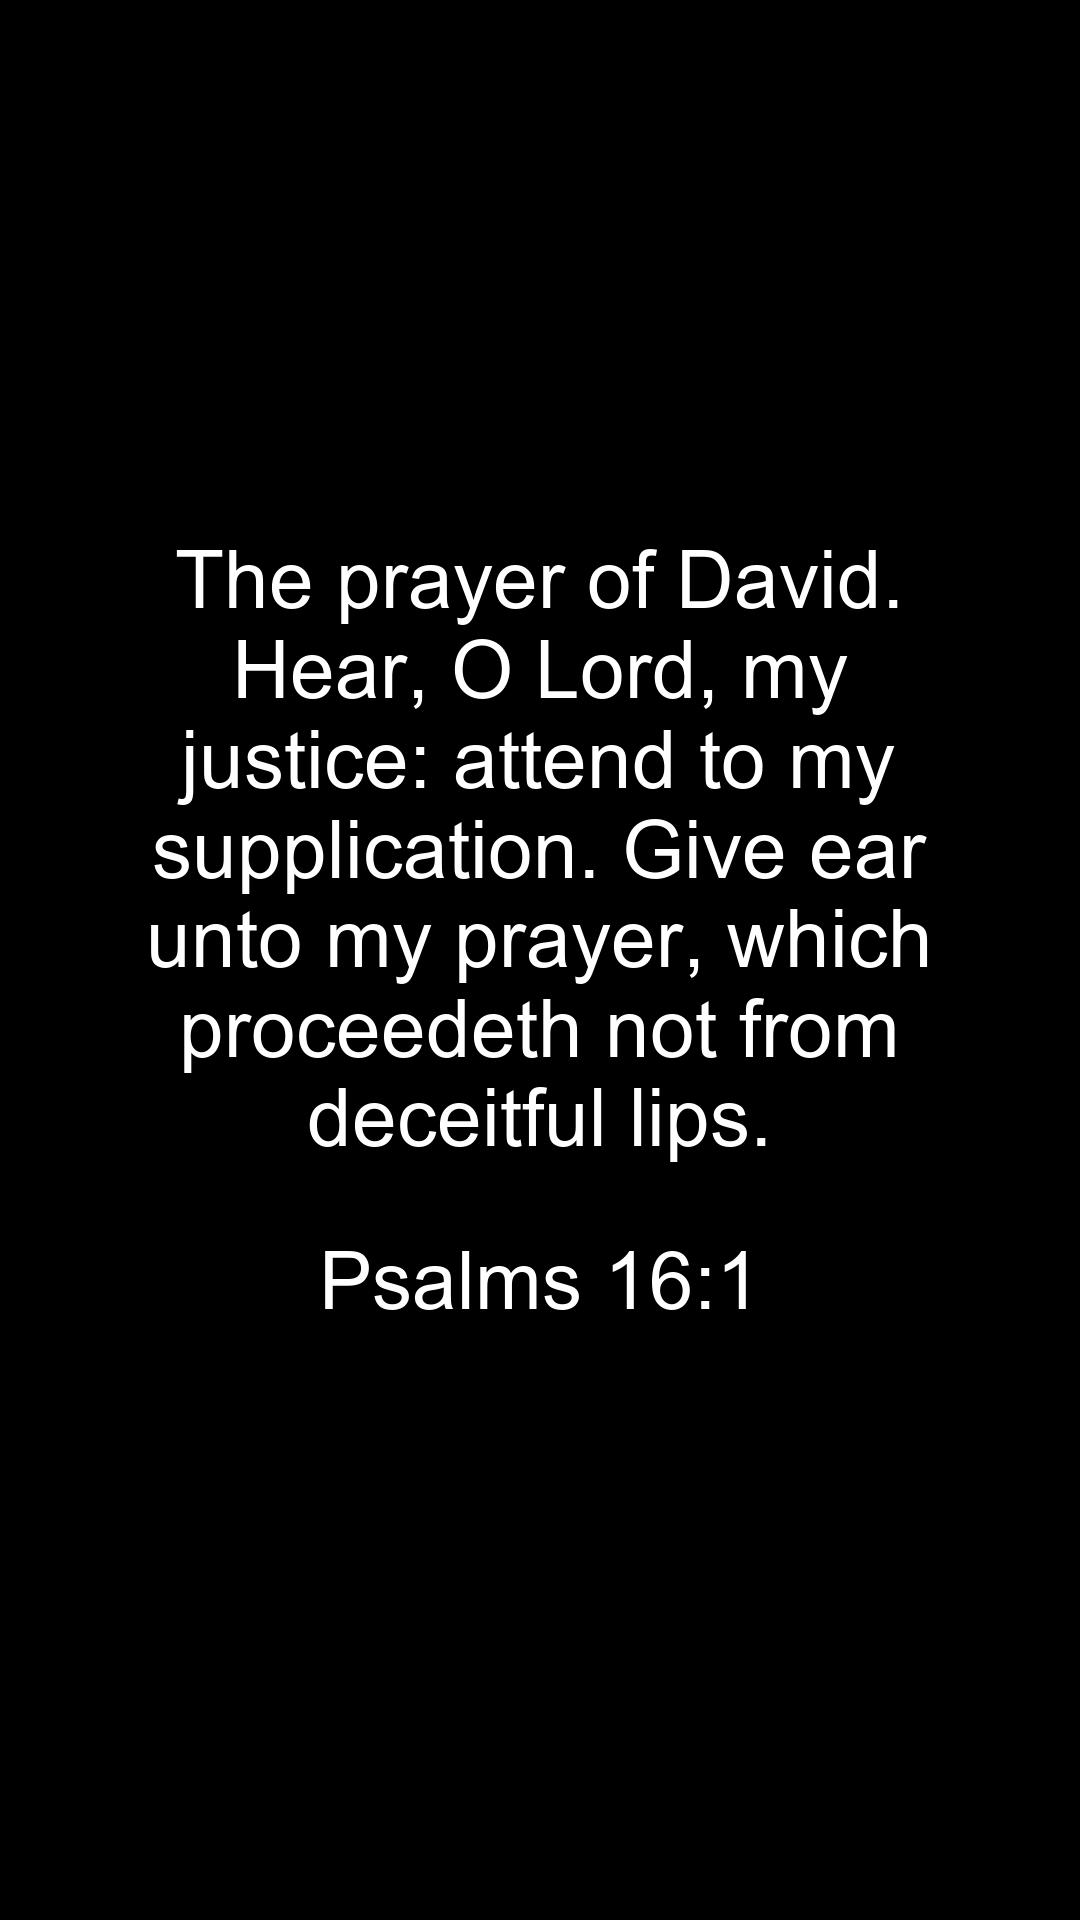 The prayer of David.
Hear, O Lord, my
justice: attend to my
supplication. Give ear
unto my prayer, which
proceedeth not from
deceitful lips.
Psalms 16:1